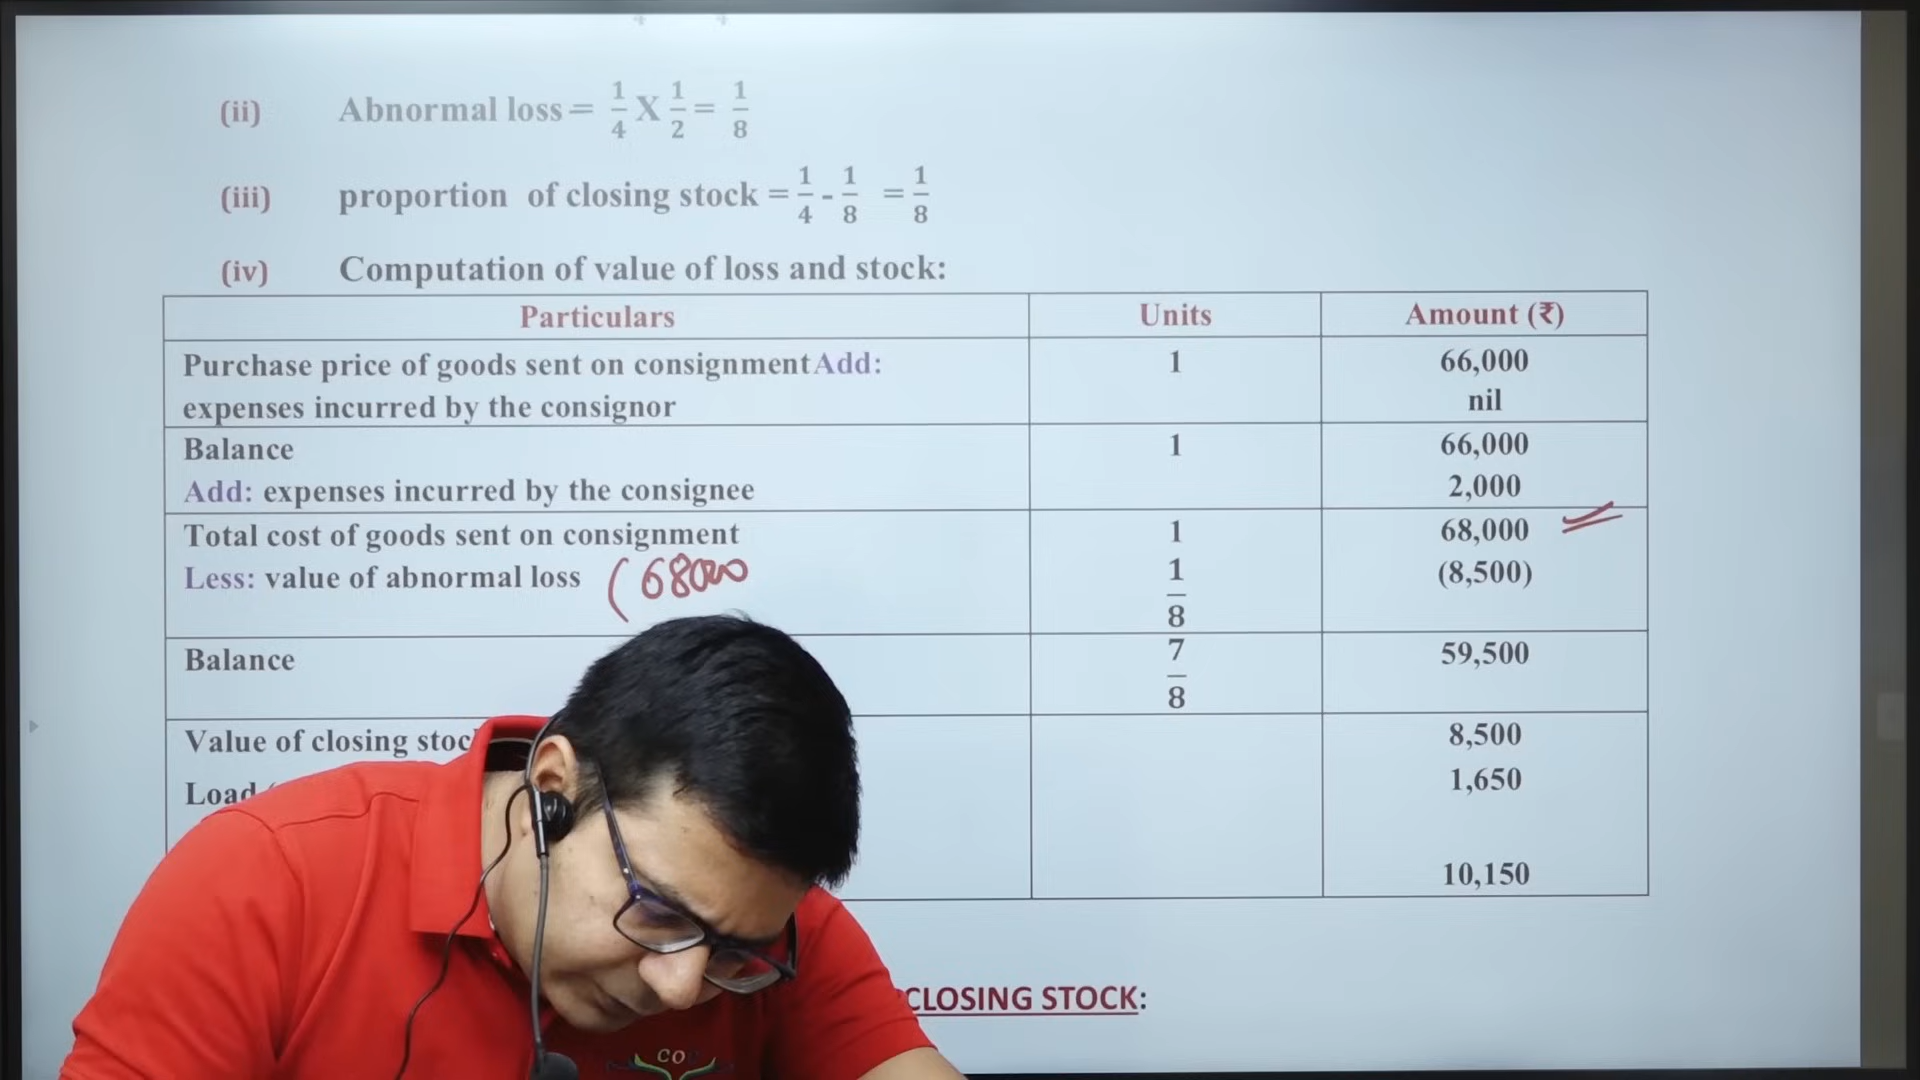 (ii) Abnormal loss = 1/4 X 1/2 = 1/8
(iii) proportion of closing stock = 1/4 - 1/8 = 1/8
(iv) Computation of value of loss and stock:
Particulars Units Amount (₹)
Purchase price of goods sent on consignment Add: 1 66,000
expenses incurred by the consignor nil
Balance 1 66,000
Add: expenses incurred by the consignee 2,000
Total cost of goods sent on consignment 1 68,000
Less: value of abnormal loss (68000 1/8 (8,500)
Balance 7/8 59,500
Value of closing 8,500
Load 1,650
10,150
CLOSING STOCK: